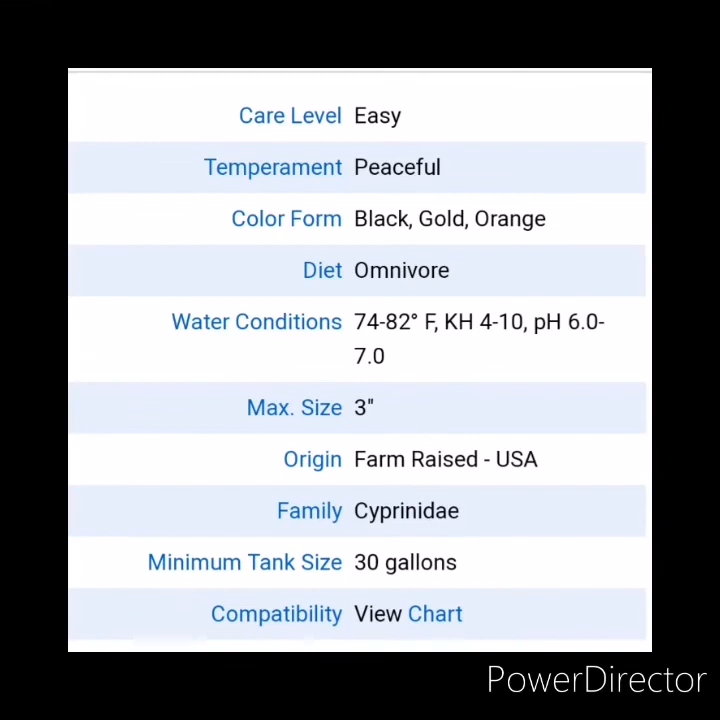 Care Level Easy
Temperament Peaceful
Color Form Black, Gold, Orange
Diet Omnivore
Water Conditions 74-82° F, KH 4-10, pH 6.0-
7.0
Max. Size 3"
Origin Farm Raised - USA
Family Cyprinidae
Minimum Tank Size 30 gallons
Compatibility View Chart
PowerDirector